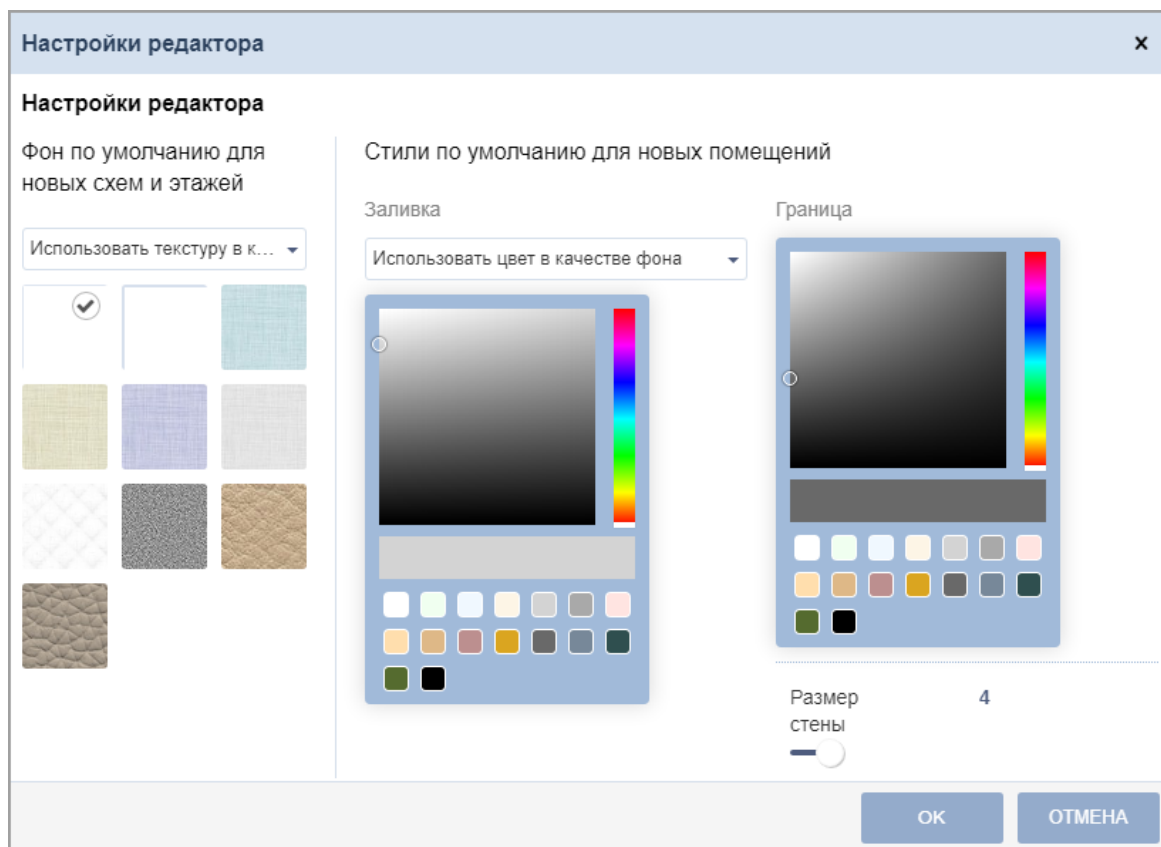 Настройки редактора
×
Настройки редактора
Фон по умолчанию для
новых схем и этажей
Использовать текстуру в к...
Стили по умолчанию для новых помещений
Заливка
Использовать цвет в качестве фона
Граница
Размер
стены
4
OK
ОТМЕНА